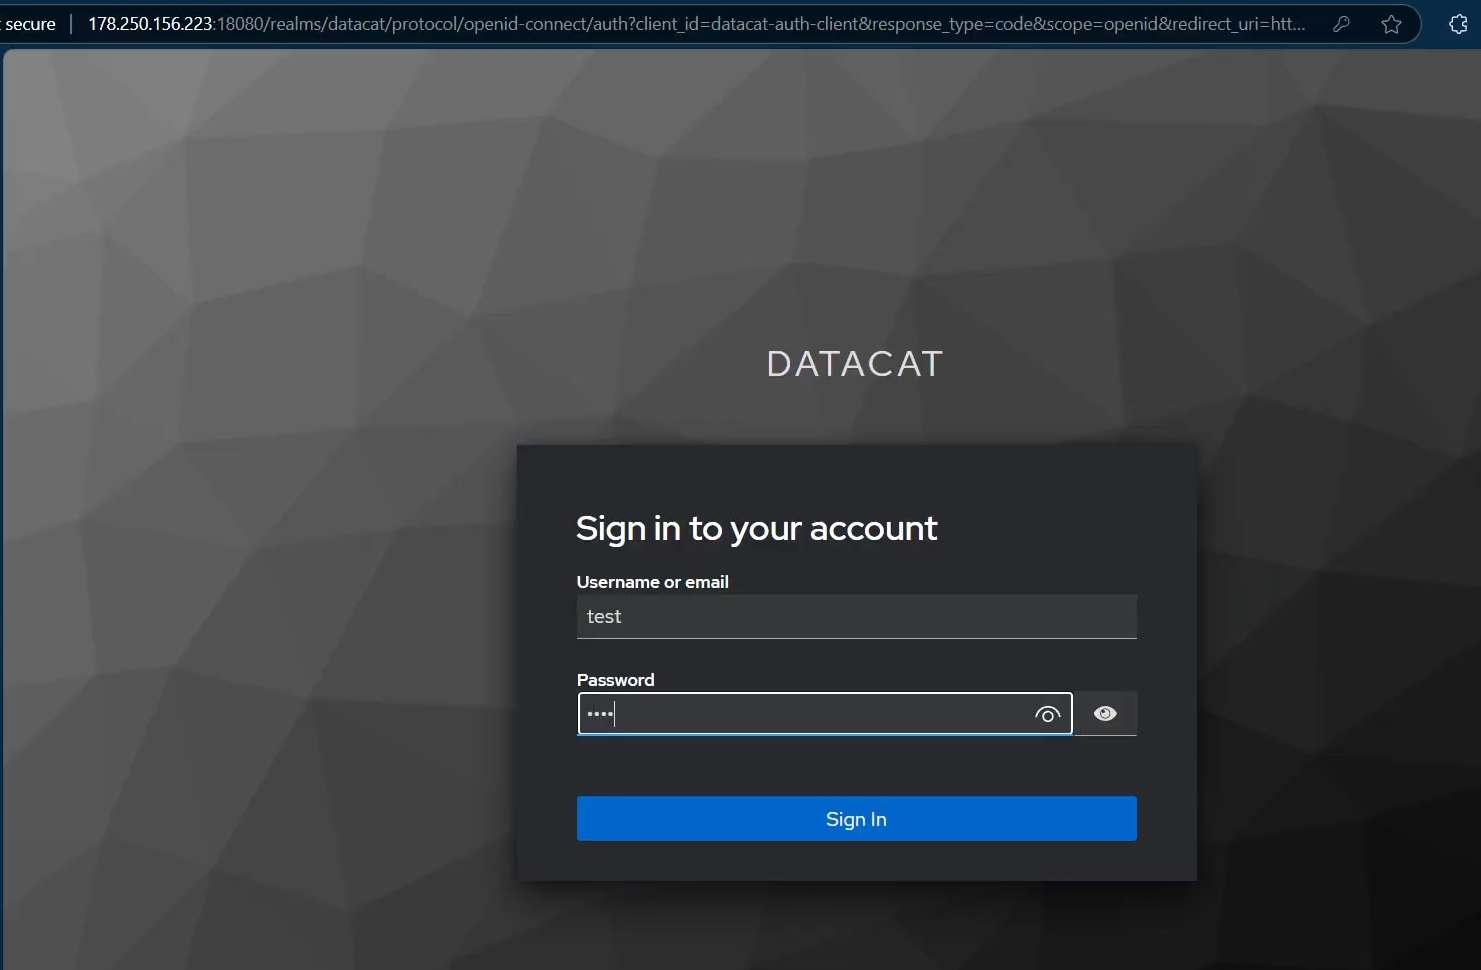 secure | 178.250.156.223:18080/realms/datacat/protocol/openid-connect/auth?client_id=datacat-auth-client&response_type=code&scope=openid&redirect_uri=htt...
DATACAT
Sign in to your account
Username or email
test
Password
••••
Sign In